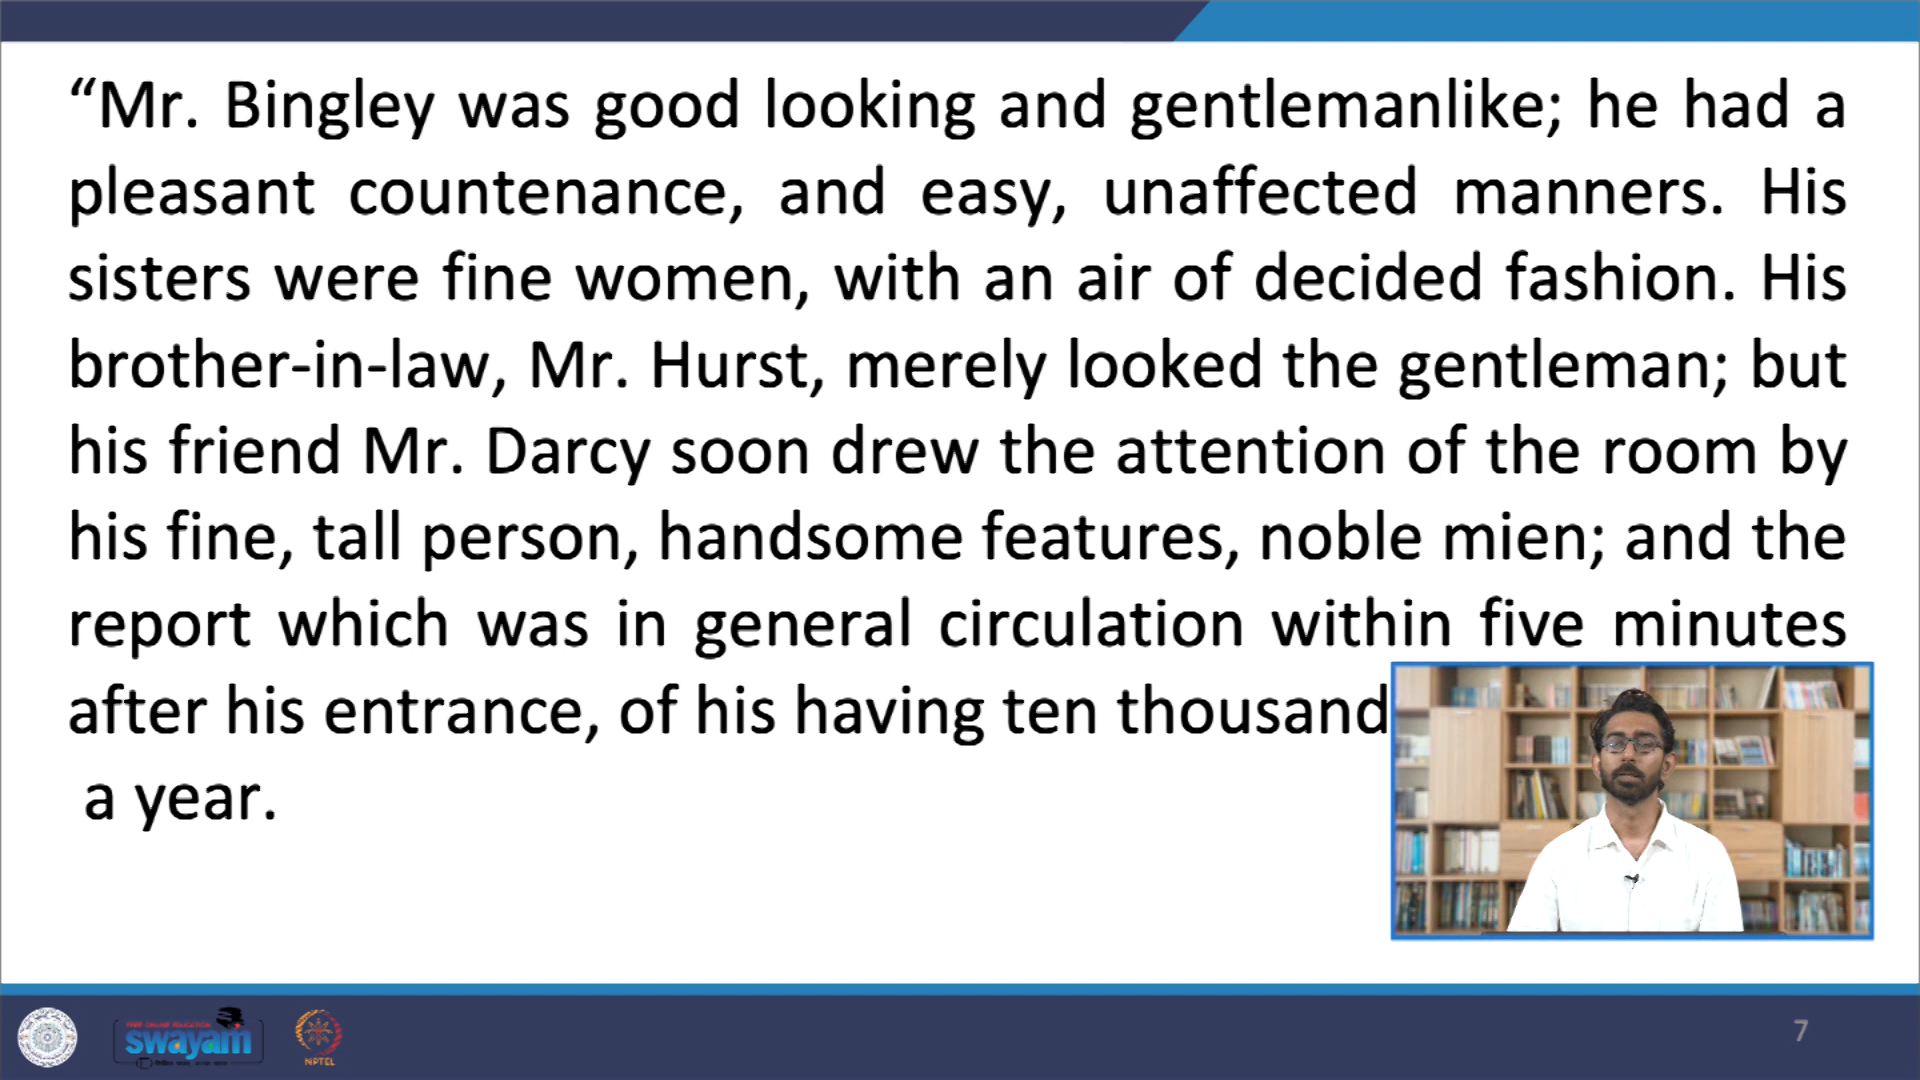 “Mr. Bingley was good looking and gentlemanlike; he had a
pleasant countenance, and easy, unaffected manners. His
sisters were fine women, with an air of decided fashion. His
brother-in-law, Mr. Hurst, merely looked the gentleman; but
his friend Mr. Darcy soon drew the attention of the room by
his fine, tall person, handsome features, noble mien; and the
report which was in general circulation within five minutes
after his entrance, of his having ten thousand
a year.
FREE ONLINE EDUCATION
swayam
NPTEL
7